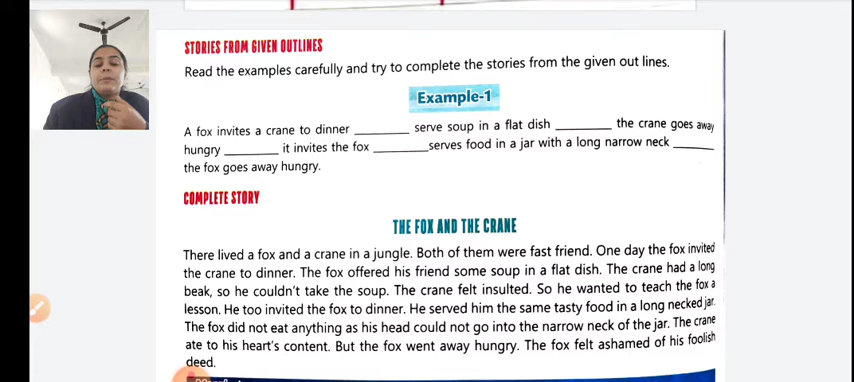 STORIES FROM GIVEN OUTLINES
Read the examples carefully and try to complete the stories from the given out lines.
Example-1
A fox invites a crane to dinner ________ serve soup in a flat dish ________ the crane goes away
hungry ________ it invites the fox ________serves food in a jar with a long narrow neck ______
the fox goes away hungry.
COMPLETE STORY
THE FOX AND THE CRANE
There lived a fox and a crane in a jungle. Both of them were fast friend. One day the fox invited
the crane to dinner. The fox offered his friend some soup in a flat dish. The crane had a long
beak, so he couldn't take the soup. The crane felt insulted. So he wanted to teach the fox a
lesson. He too invited the fox to dinner. He served him the same tasty food in a long necked jar.
The fox did not eat anything as his head could not go into the narrow neck of the jar. The crane
ate to his heart's content. But the fox went away hungry. The fox felt ashamed of his foolish
deed.